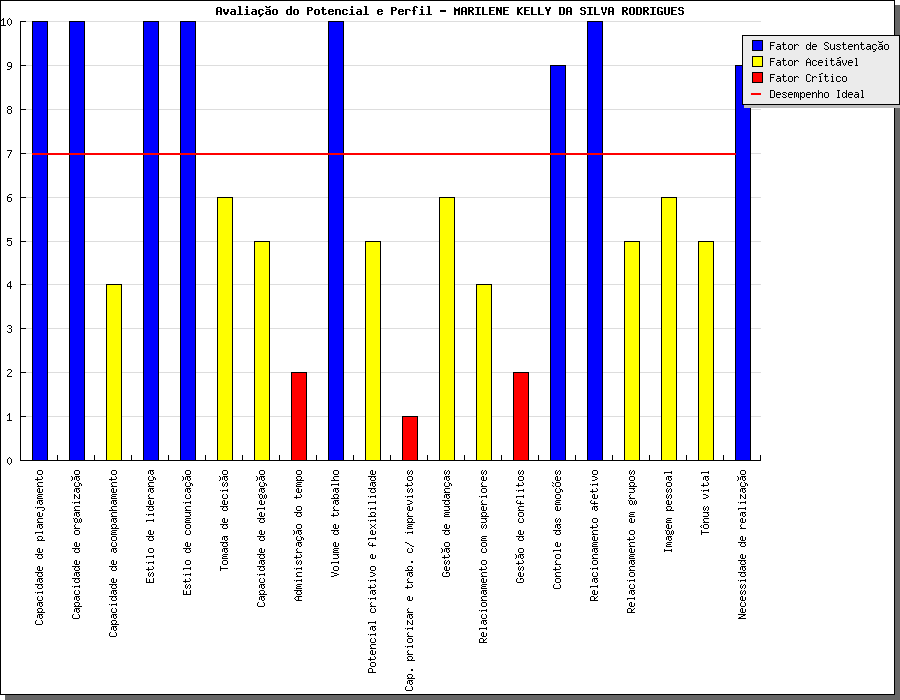 Avaliação do Potencial e Perfil - MARILENE KELLY DA SILVA RODRIGUES
Fator de Sustentação
Fator Aceitável
Fator Crítico
Desempenho Ideal
10
9
8
7
6
5
4
3
2
1
0
Capacidade de planejamento
Capacidade de organização
Capacidade de acompanhamento
Estilo de liderança
Estilo de comunicação
Tomada de decisão
Capacidade de delegação
Administração do tempo
Volume de trabalho
Potencial criativo e flexibilidade
Cap. priorizar e trab. c/ imprevistos
Gestão de mudanças
Relacionamento com superiores
Gestão de conflitos
Controle das emoções
Relacionamento afetivo
Relacionamento em grupos
Imagem pessoal
Tônus vital
Necessidade de realização